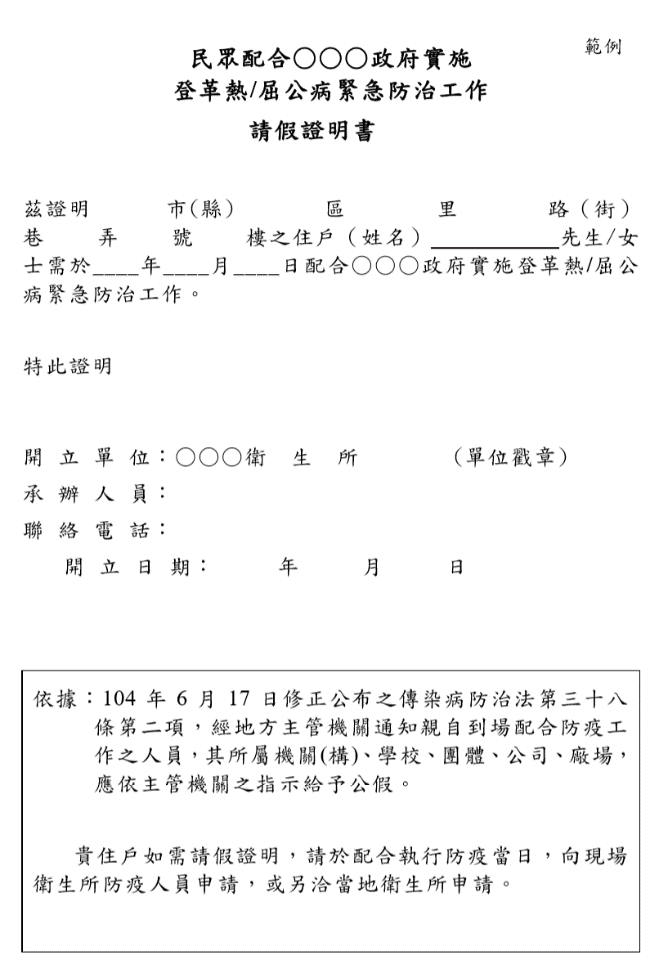 範例
民眾配合○○○政府實施
登革熱/屈公病緊急防治工作
請假證明書
茲證明　　　市(縣)　　　　區　　　　里　　　　路（街）
巷　　弄　　號　　樓之住戶（姓名）____________先生/女
士需於____年____月____日配合○○○政府實施登革熱/屈公
病緊急防治工作。
特此證明
開 立 單 位：○○○衛 生 所　　　　（單位戳章）
承 辦 人 員：
聯 絡 電 話：
開 立 日 期：　　　年　　　月　　　日
依據：104 年 6 月 17 日修正公布之傳染病防治法第三十八
條第二項，經地方主管機關通知親自到場配合防疫工
作之人員，其所屬機關(構)、學校、團體、公司、廠場，
應依主管機關之指示給予公假。
貴住戶如需請假證明，請於配合執行防疫當日，向現場
衛生所防疫人員申請，或另洽當地衛生所申請。